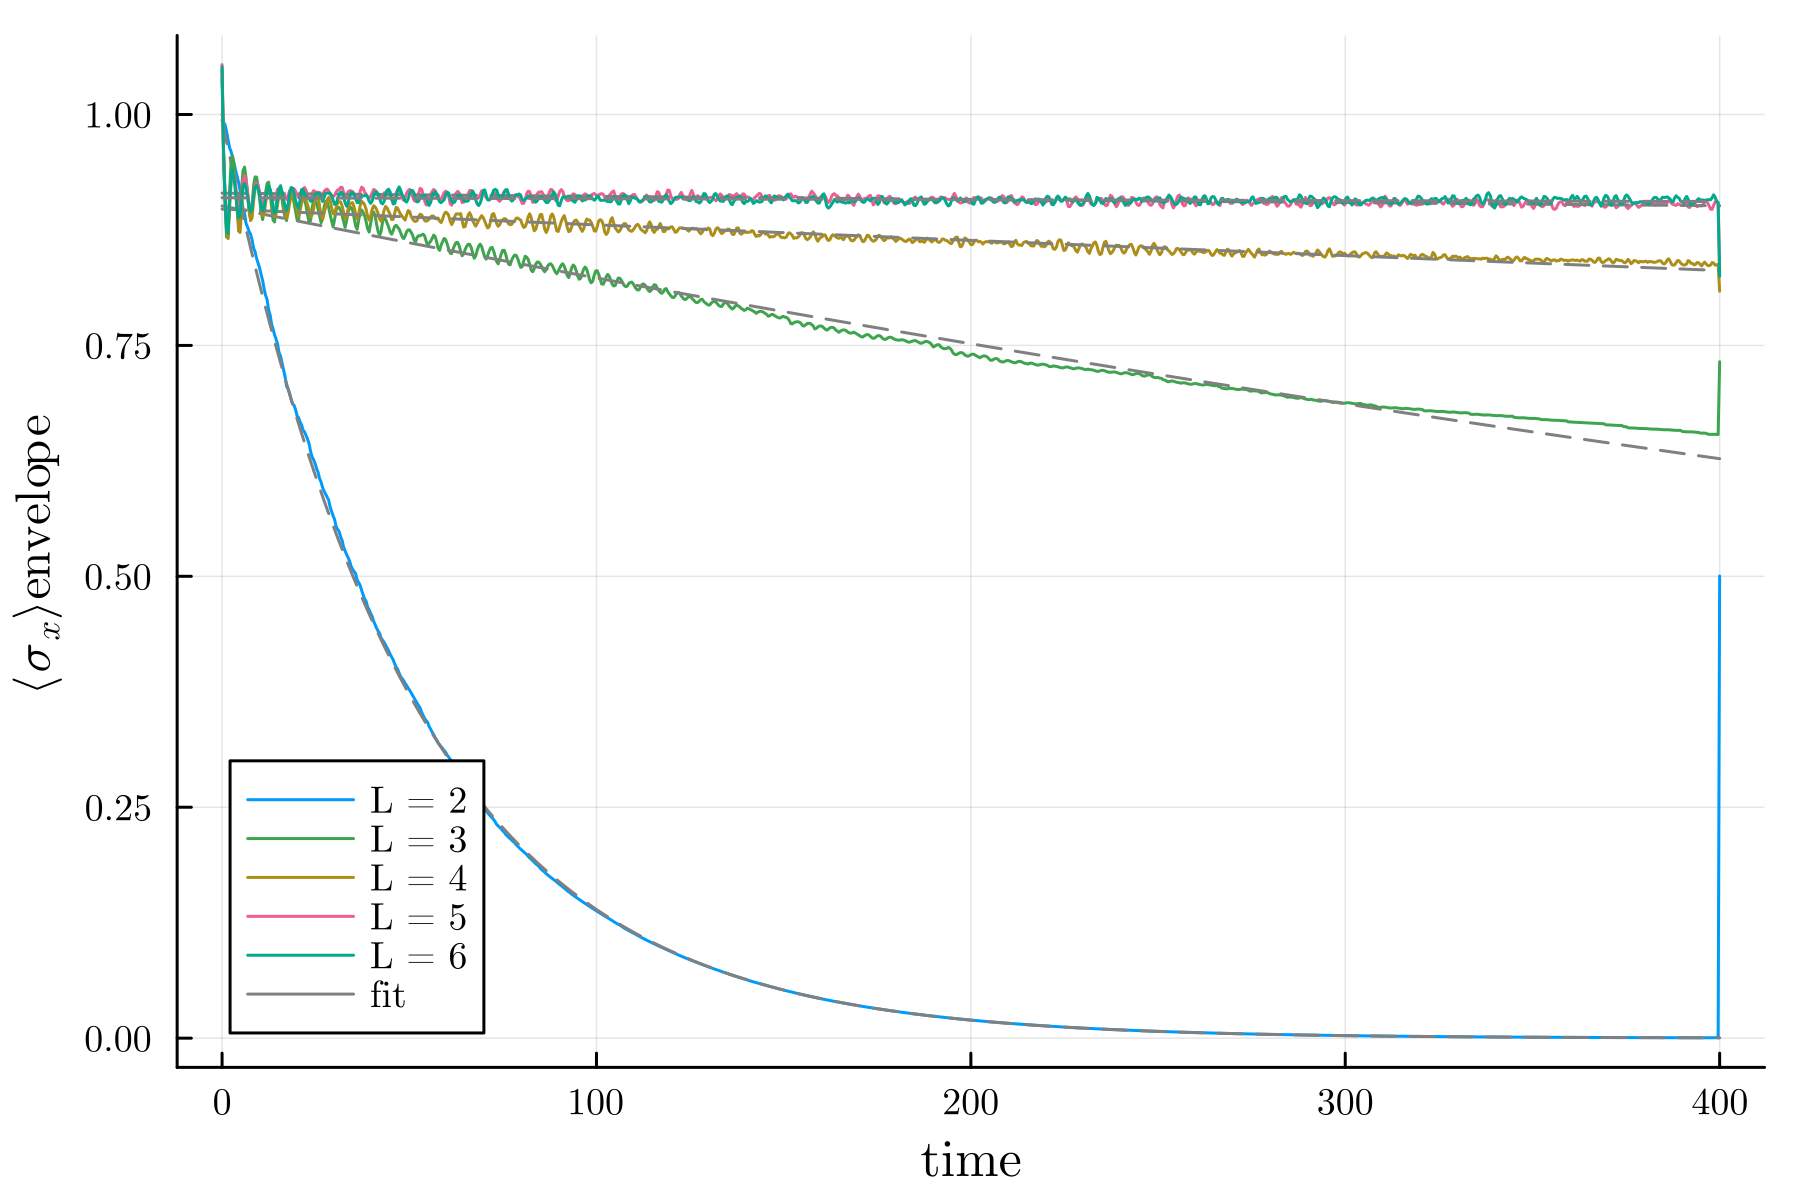 1.00
0.75
0.50
0.25
0.00
⟨σₓ⟩envelope
L = 2
L = 3
L = 4
L = 5
L = 6
fit
0 100 200 300 400
time